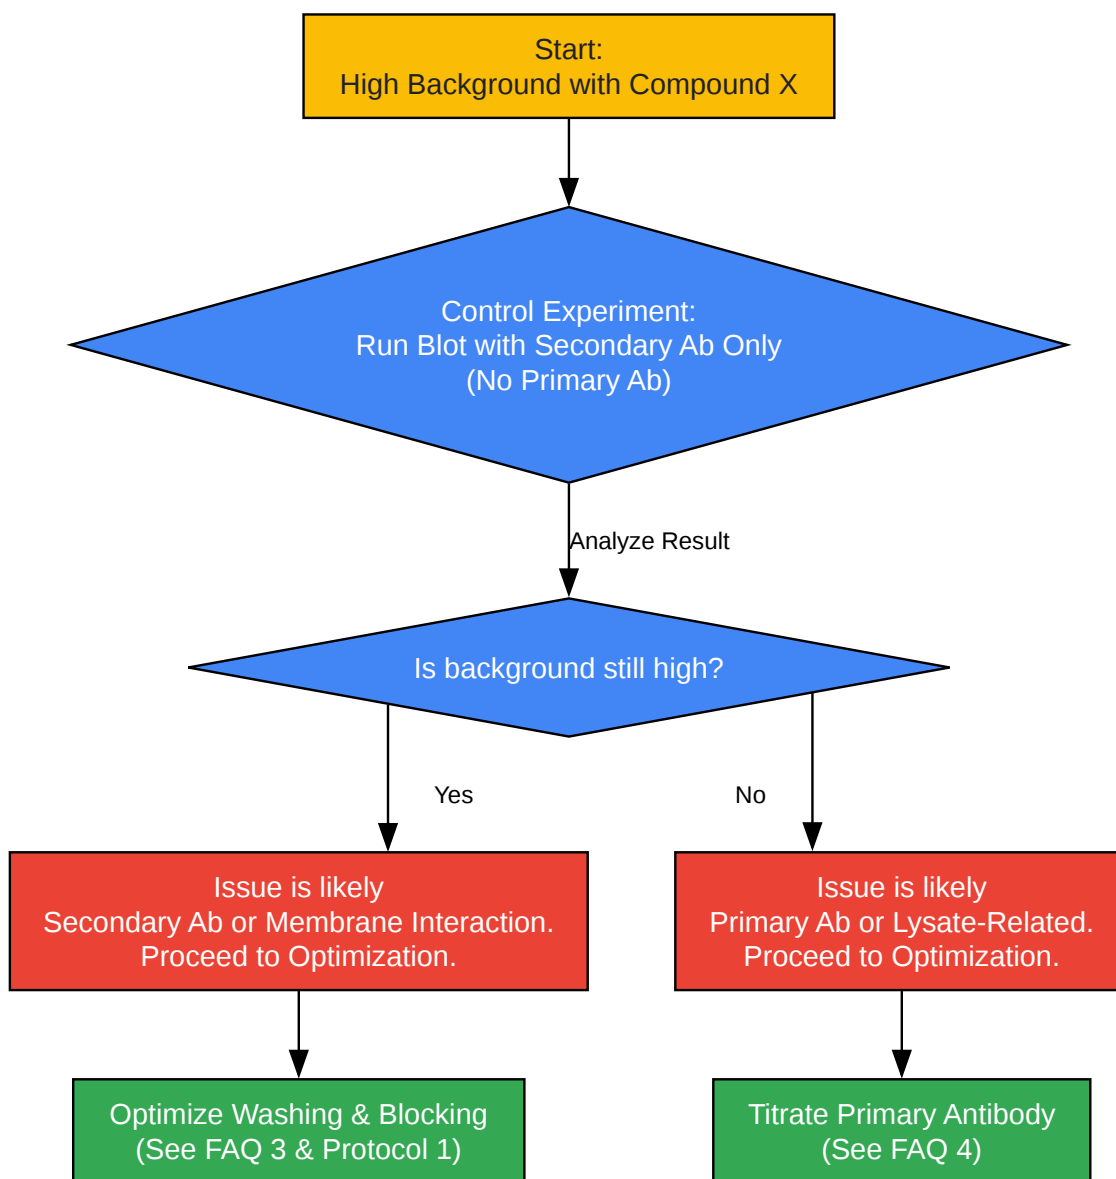 Start:
High Background with Compound X
Control Experiment:
Run Blot with Secondary Ab Only
(No Primary Ab)
Analyze Result
Is background still high?
Yes
No
Issue is likely
Secondary Ab or Membrane Interaction.
Proceed to Optimization.
Issue is likely
Primary Ab or Lysate-Related.
Proceed to Optimization.
Optimize Washing & Blocking
(See FAQ 3 & Protocol 1)
Titrate Primary Antibody
(See FAQ 4)